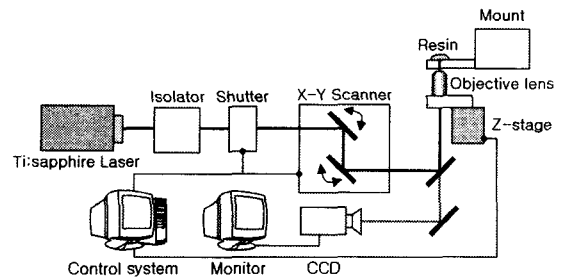 Mount
Resin
Objective lens
Isolator Shutter X-Y Scanner
Z-stage
Ti:sapphire Laser
Control system Monitor CCD